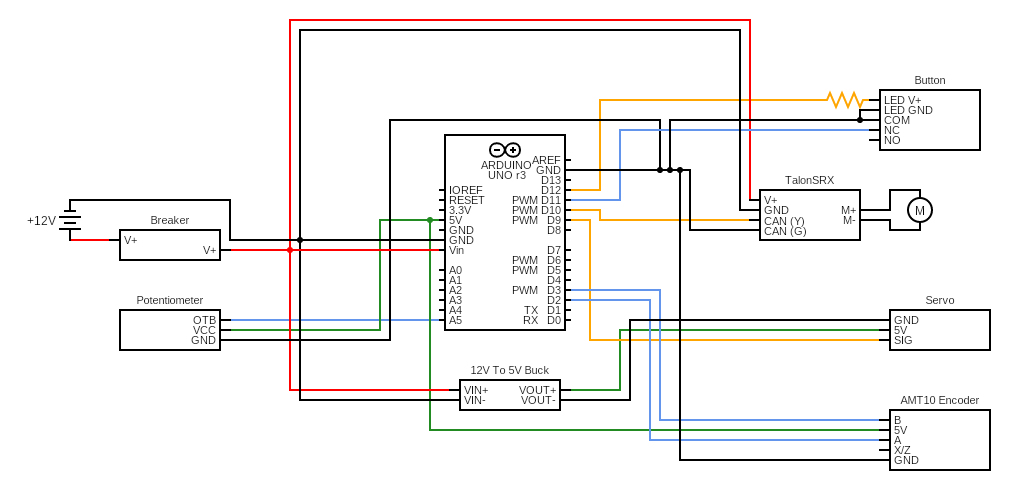 Button
LED V+
LED GND
COM
NC
NO
ARDUINO
UNO r3
IOREF
RESET
3.3V
5V
GND
GND
Vin
A0
A1
A2
A3
A4
A5
AREF
GND
D13
D12
PWM D11
PWM D10
PWM D9
D8
D7
PWM D6
PWM D5
D4
PWM D3
D2
TX D1
RX D0
TalonSRX
V+
GND
CAN (Y)
CAN (G)
M+
M-
M
+12V
Breaker
V+
V+
Potentiometer
OTB
VCC
GND
Servo
GND
5V
SIG
12V To 5V Buck
VIN+
VIN-
VOUT+
VOUT-
AMT10 Encoder
B
5V
A
X/Z
GND